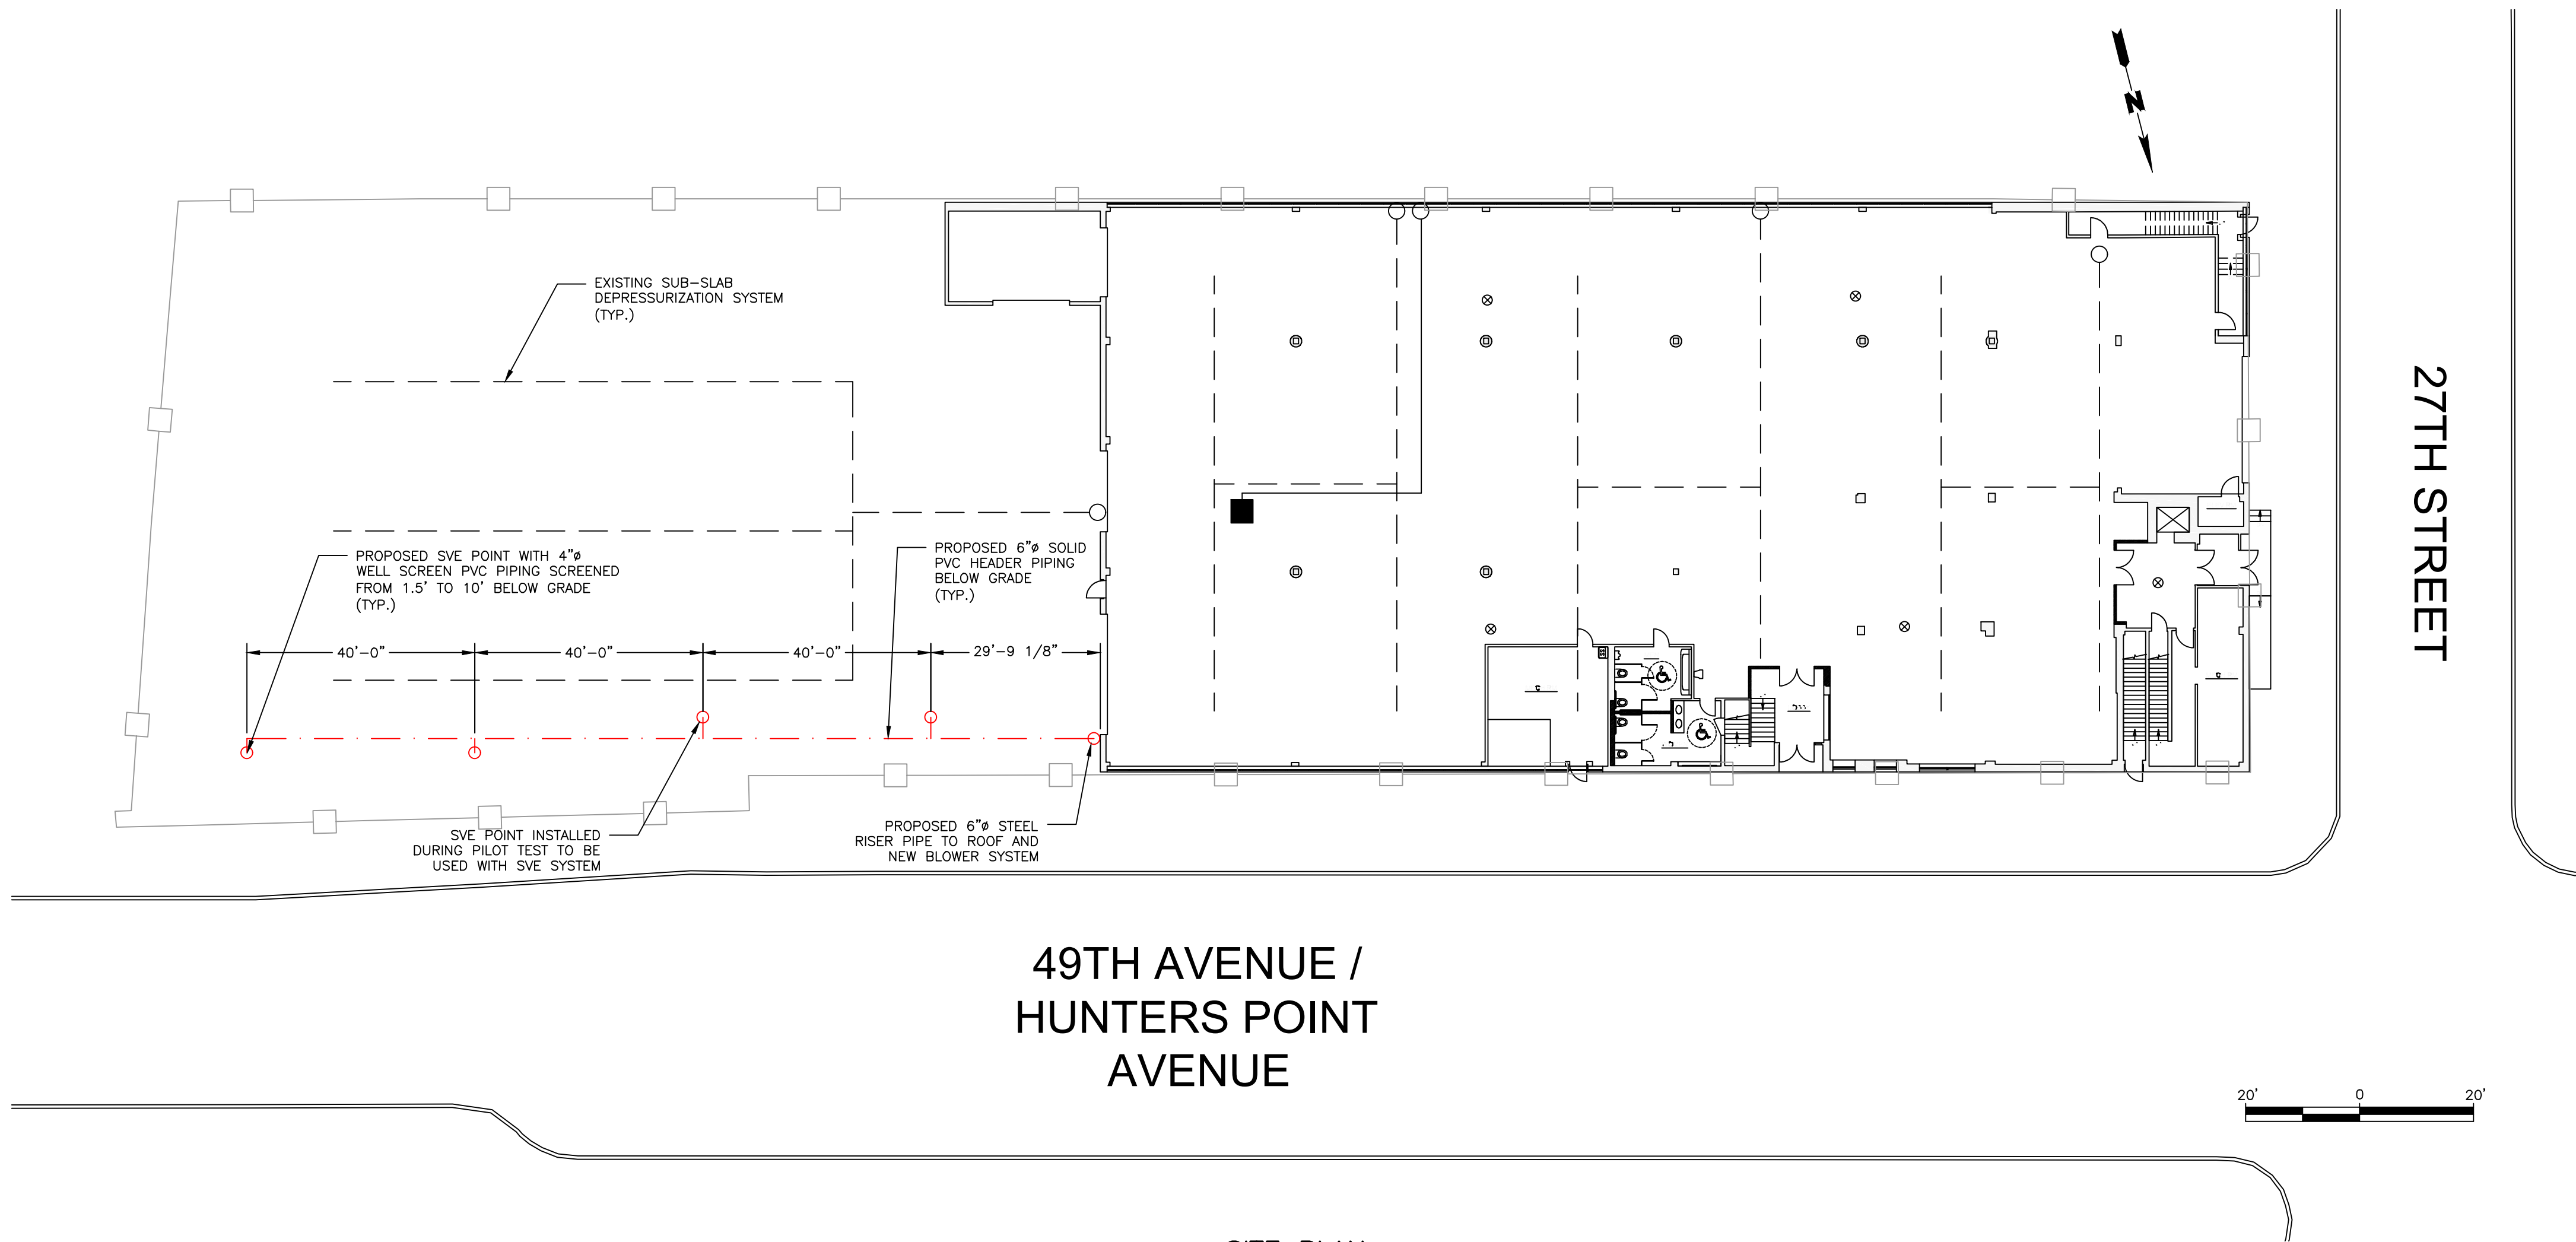 N
EXISTING SUB-SLAB
DEPRESSURIZATION SYSTEM
(TYP.)
27TH STREET
PROPOSED SVE POINT WITH 4"ø
WELL SCREEN PVC PIPING SCREENED
FROM 1.5' TO 10' BELOW GRADE
(TYP.)
PROPOSED 6"ø SOLID
PVC HEADER PIPING
BELOW GRADE
(TYP.)
40'-0"
40'-0"
40'-0"
29'-9 1/8"
SVE POINT INSTALLED
DURING PILOT TEST TO BE
USED WITH SVE SYSTEM
PROPOSED 6"ø STEEL
RISER PIPE TO ROOF AND
NEW BLOWER SYSTEM
49TH AVENUE /
HUNTERS POINT
AVENUE
20' 0 20'
SITE PLAN